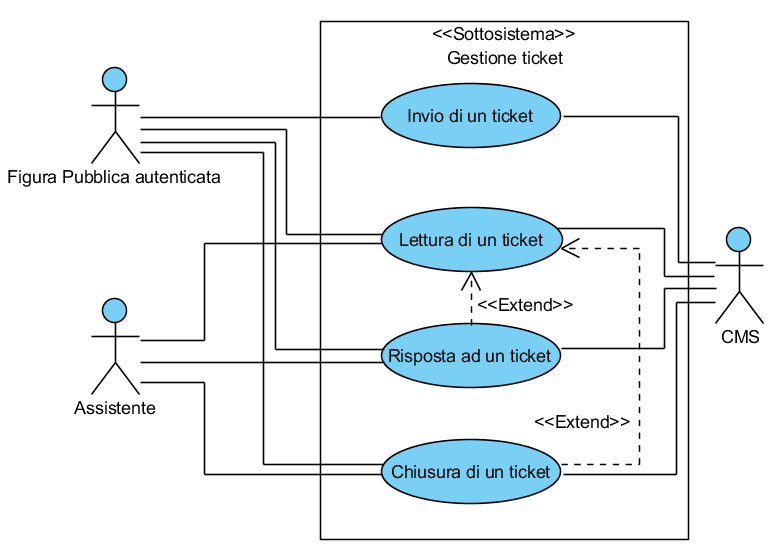 <<Sottosistema>>
Gestione ticket
Invio di un ticket
Figura Pubblica autenticata
Lettura di un ticket
<<Extend>>
CMS
Risposta ad un ticket
Assistente
<<Extend>>
Chiusura di un ticket